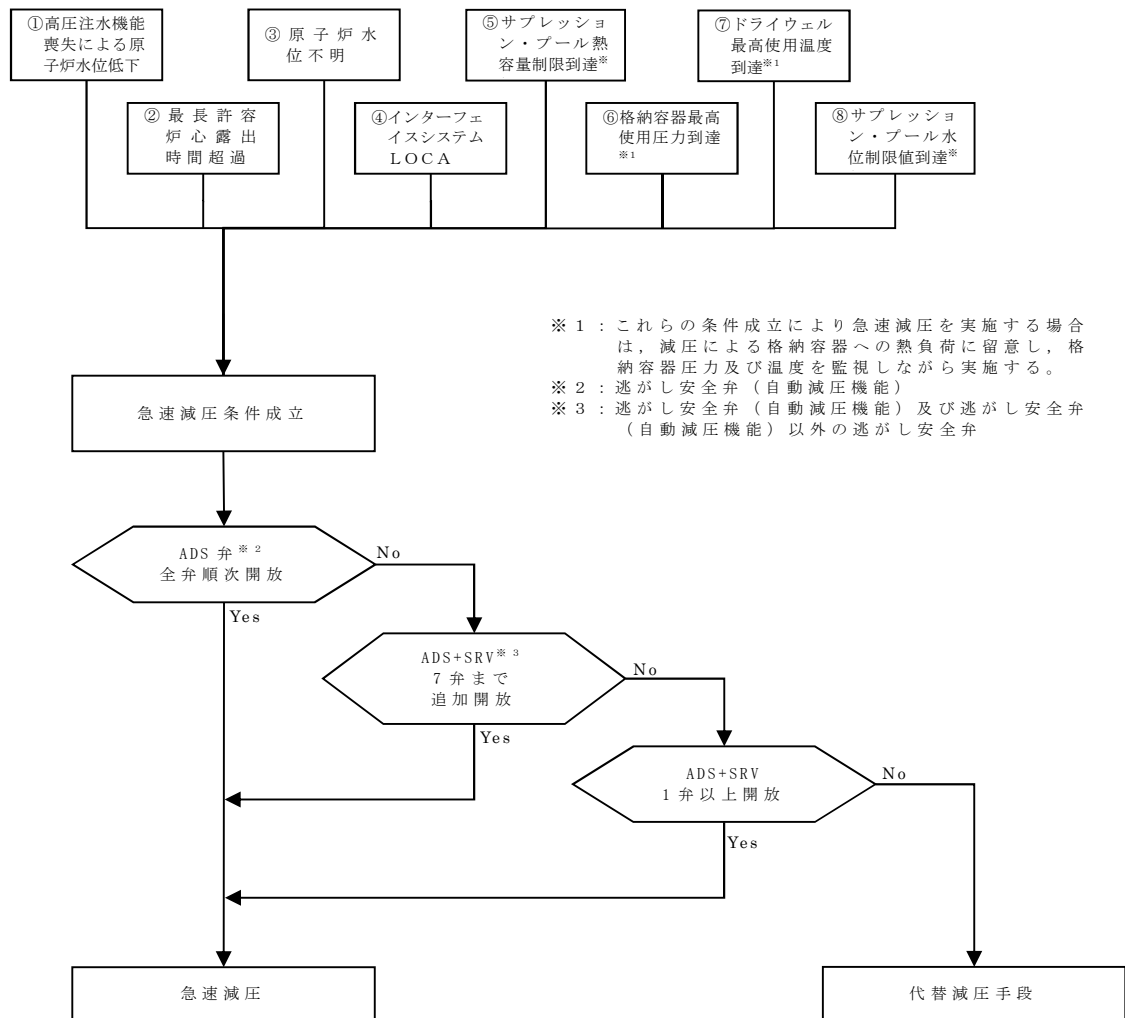 ①高圧注水機能
喪失による原
子炉水位低下
③原子炉水
位不明
⑤サプレッショ
ン・プール熱
容量制限到達※
⑦ドライウェル
最高使用温度
到達※1
②最長許容
炉心露出
時間超過
④インターフェ
イスシステム
LOCA
⑥格納容器最高
使用圧力到達
※1
⑧サプレッショ
ン・プール水
位制限値到達※
※1：これらの条件成立により急速減圧を実施する場合
は，減圧による格納容器への熱負荷に留意し，格
納容器圧力及び温度を監視しながら実施する。
※2：逃がし安全弁（自動減圧機能）
※3：逃がし安全弁（自動減圧機能）及び逃がし安全弁
（自動減圧機能）以外の逃がし安全弁
急速減圧条件成立
ADS弁※2
全弁順次開放
No
Yes
ADS+SRV※3
7弁まで
追加開放
No
Yes
ADS+SRV
1弁以上開放
No
Yes
急速減圧
代替減圧手段